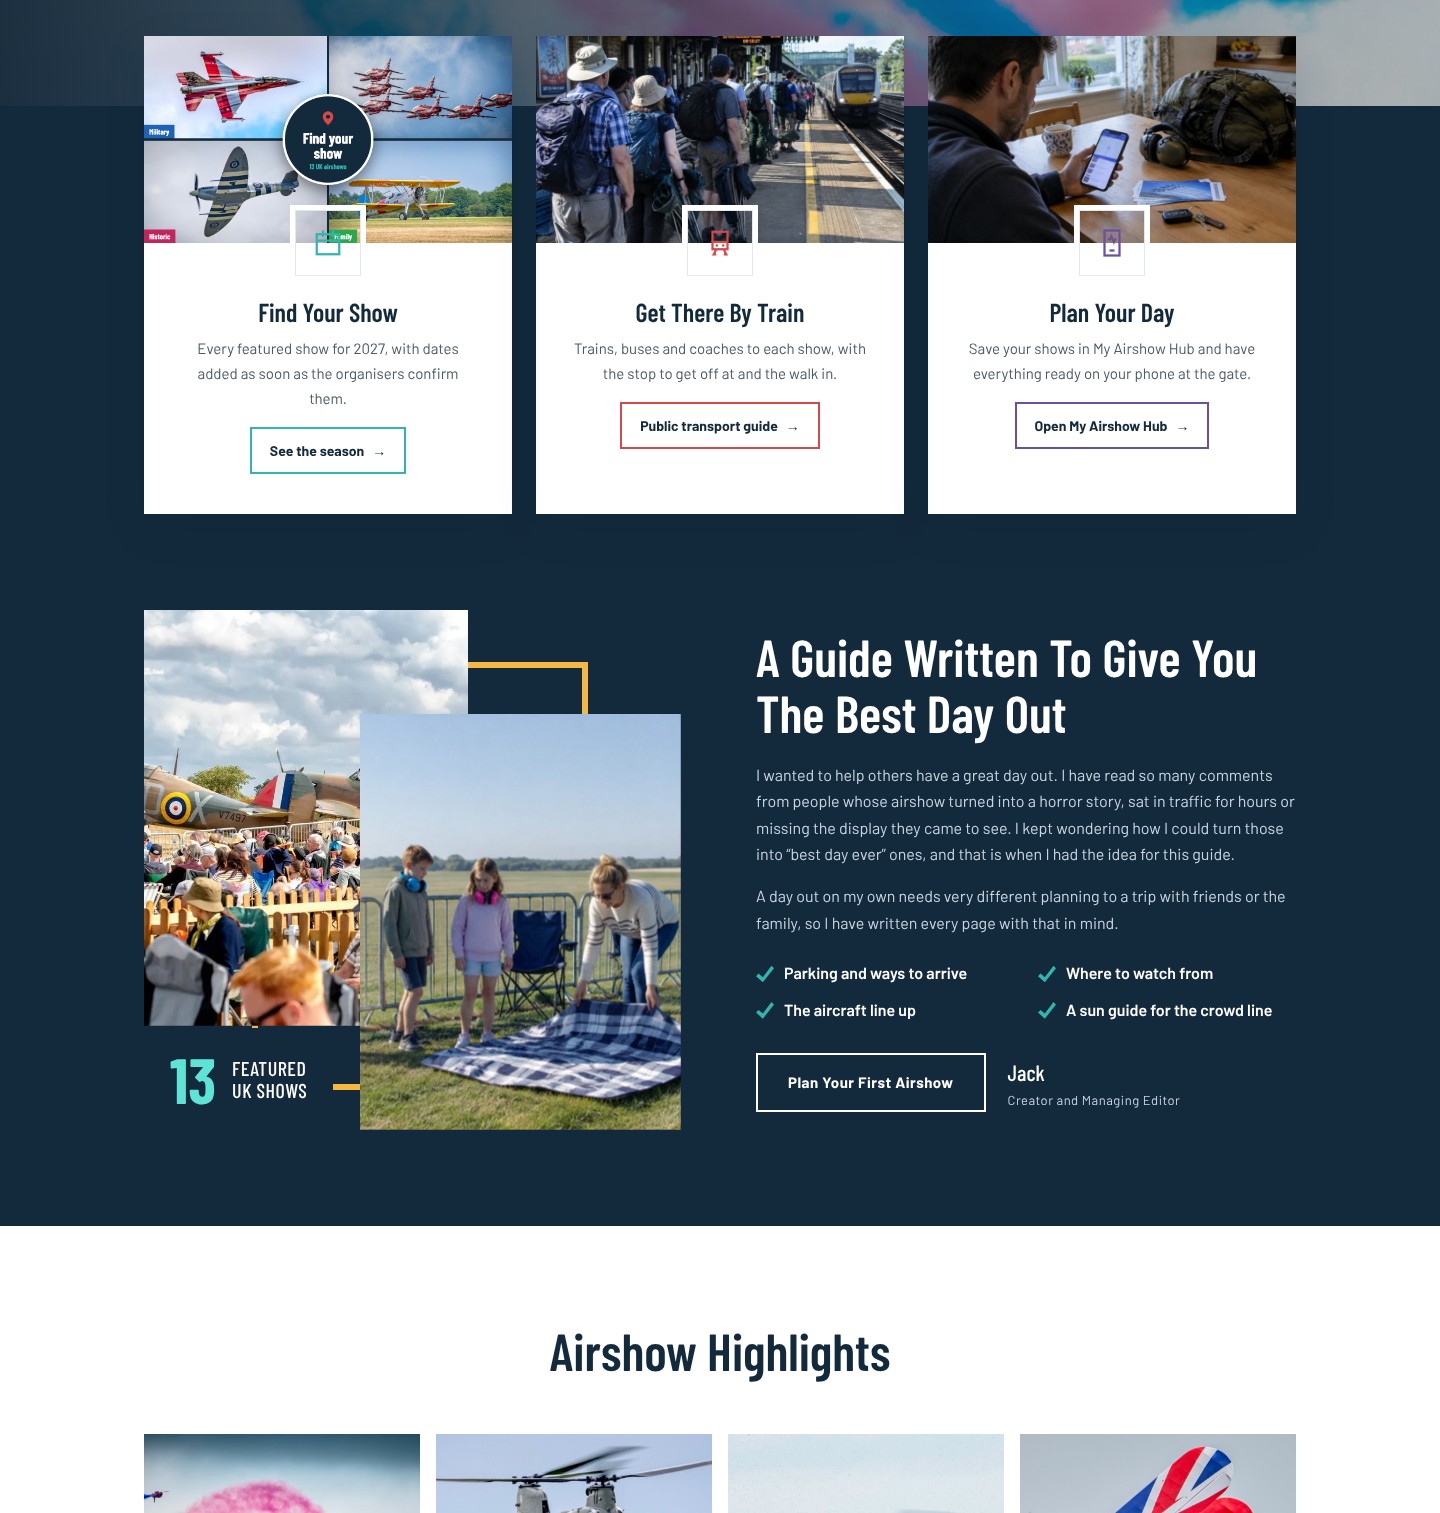 Military
Find your
show
13 UK airshows
Historic
Find Your Show
Every featured show for 2027, with dates
added as soon as the organisers confirm
them.
See the season →
Get There By Train
Trains, buses and coaches to each show, with
the stop to get off at and the walk in.
Public transport guide →
Plan Your Day
Save your shows in My Airshow Hub and have
everything ready on your phone at the gate.
Open My Airshow Hub →
V7497
13
FEATURED
UK SHOWS
A Guide Written To Give You
The Best Day Out
I wanted to help others have a great day out. I have read so many comments
from people whose airshow turned into a horror story, sat in traffic for hours or
missing the display they came to see. I kept wondering how I could turn those
into “best day ever” ones, and that is when I had the idea for this guide.
A day out on my own needs very different planning to a trip with friends or the
family, so I have written every page with that in mind.
Parking and ways to arrive
Where to watch from
The aircraft line up
A sun guide for the crowd line
Plan Your First Airshow
Jack
Creator and Managing Editor
Airshow Highlights